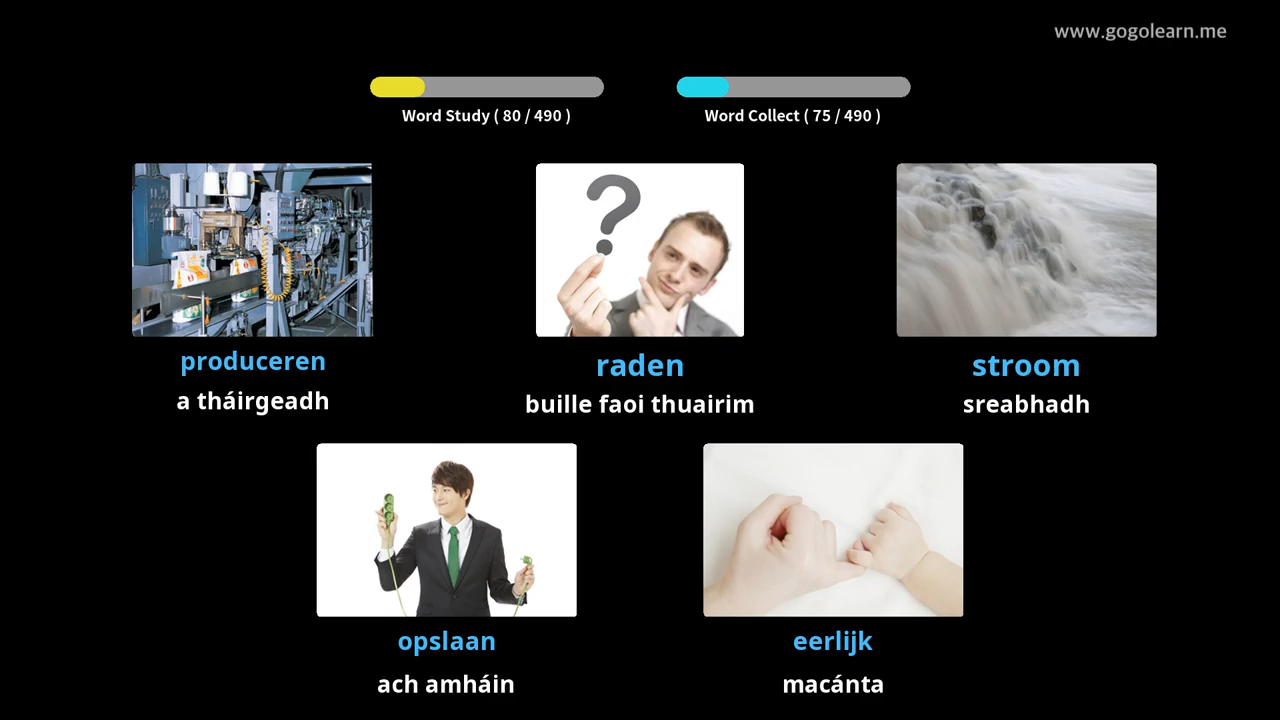 www.gogolearn.me
Word Study ( 80 / 490 )
Word Collect ( 75 / 490 )
produceren
a tháirgeadh
raden
buille faoi thuairim
stroom
sreabhadh
opslaan
ach amháin
eerlijk
macánta